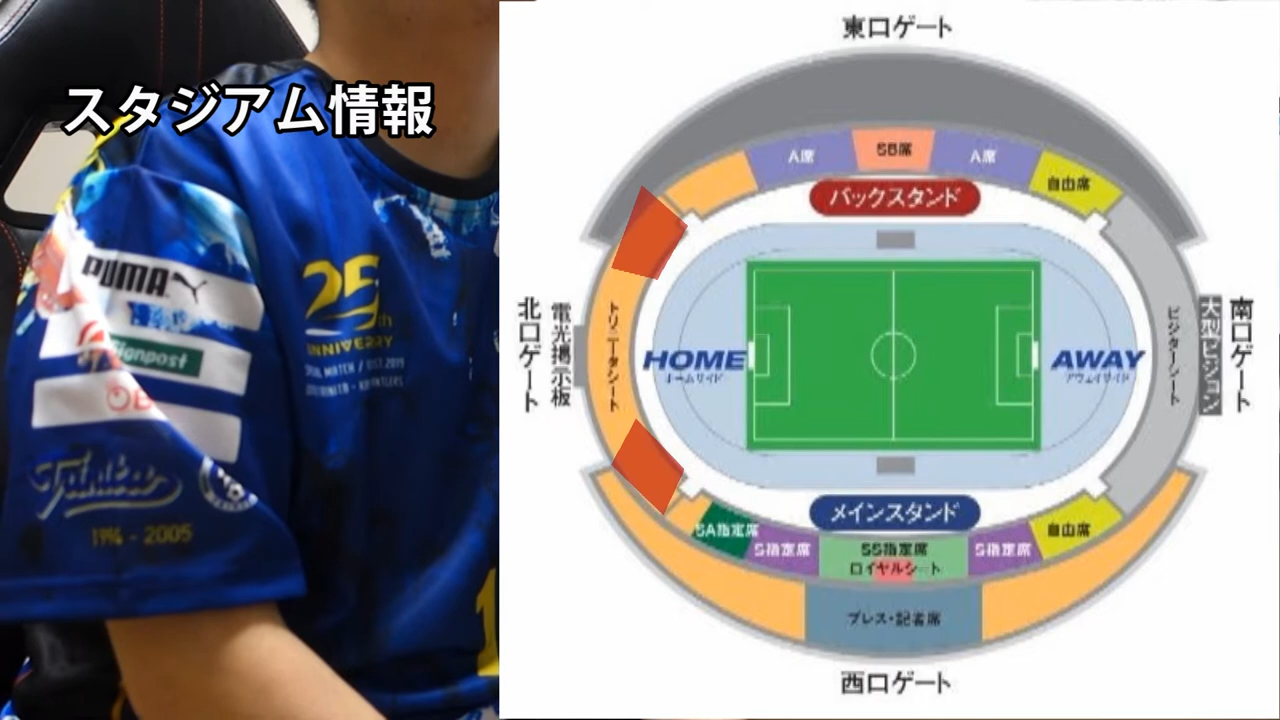 スタジアム情報
PUMA
Signpost
25th
1994 - 2005
東口ゲート
A席
SB席
A席
自由席
バックスタンド
北口ゲート
電光掲示板
トリニータシート
HOME
ホームサイド
AWAY
アウェイサイド
ビジターシート
大型ビジョン
南口ゲート
メインスタンド
SA指定席
S指定席
SS指定席
ロイヤルシート
S指定席
自由席
プレス・記者席
西口ゲート